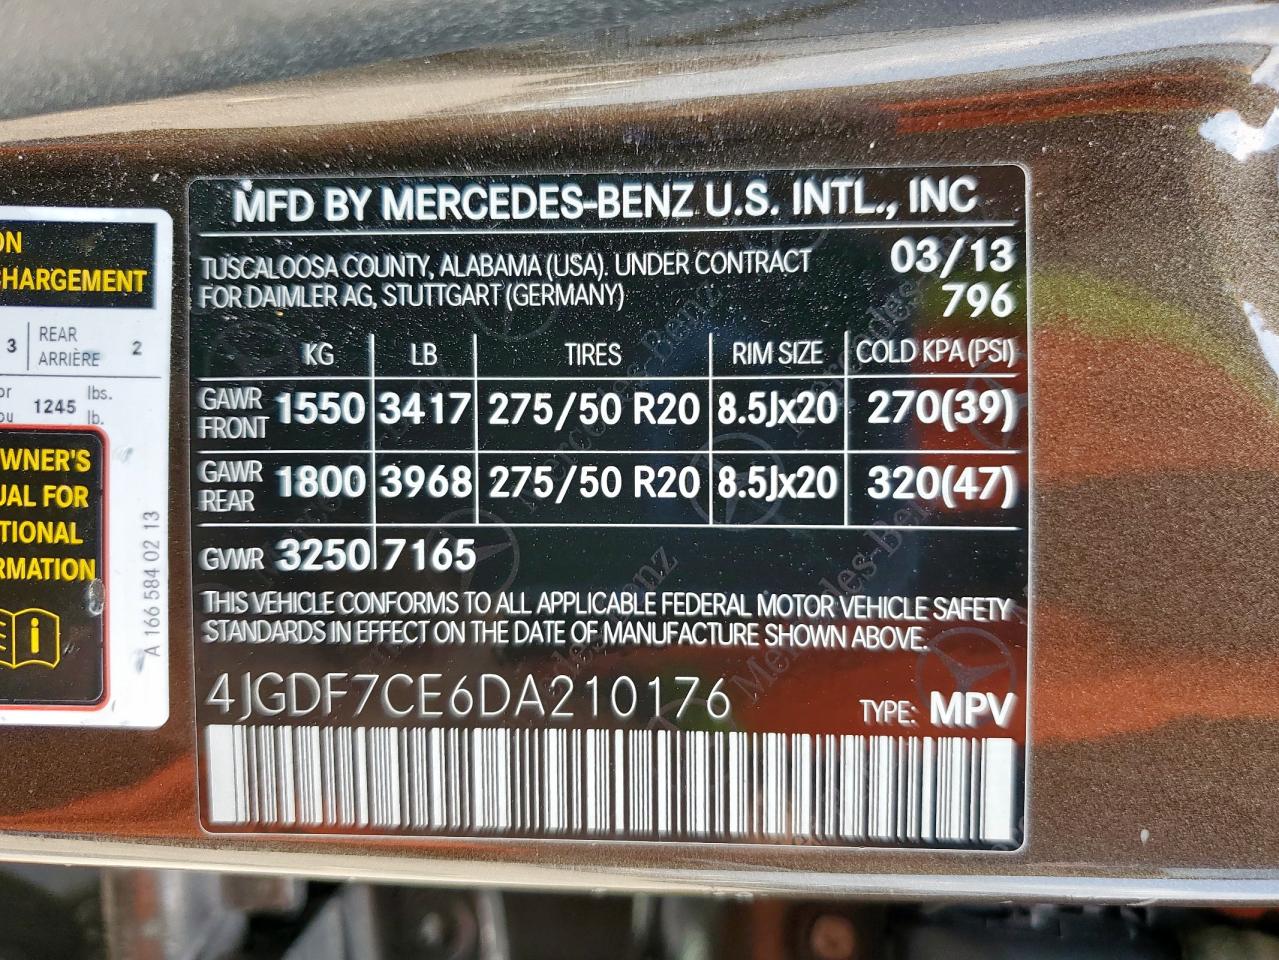 ON
CHARGEMENT
3 REAR ARRIÈRE 2
or lbs.
ou 1245 lb.
WNER'S
UAL FOR
TIONAL
RMATION
A 166 584 02 13
MFD BY MERCEDES-BENZ U.S. INTL., INC
TUSCALOOSA COUNTY, ALABAMA (USA). UNDER CONTRACT 03/13
FOR DAIMLER AG, STUTTGART (GERMANY) 796
KG LB TIRES RIM SIZE COLD KPA (PSI)
GAWR FRONT 1550 3417 275/50 R20 8.5Jx20 270(39)
GAWR REAR 1800 3968 275/50 R20 8.5Jx20 320(47)
GVWR 3250 7165
THIS VEHICLE CONFORMS TO ALL APPLICABLE FEDERAL MOTOR VEHICLE SAFETY
STANDARDS IN EFFECT ON THE DATE OF MANUFACTURE SHOWN ABOVE.
4JGDF7CE6DA210176 TYPE: MPV